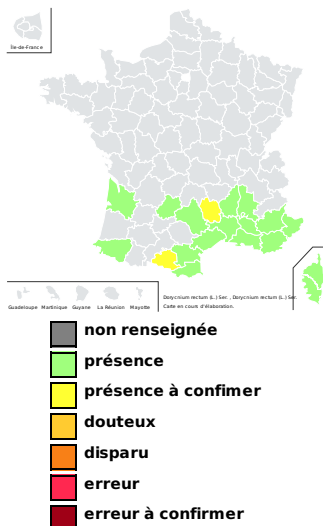 Île-de-France
Guadeloupe Martinique Guyane La Réunion Mayotte
Dorycnium rectum (L.) Ser. , Dorycnium rectum (L.) Ser.
Carte en cours d'élaboration.
non renseignée
présence
présence à confimer
douteux
disparu
erreur
erreur à confirmer